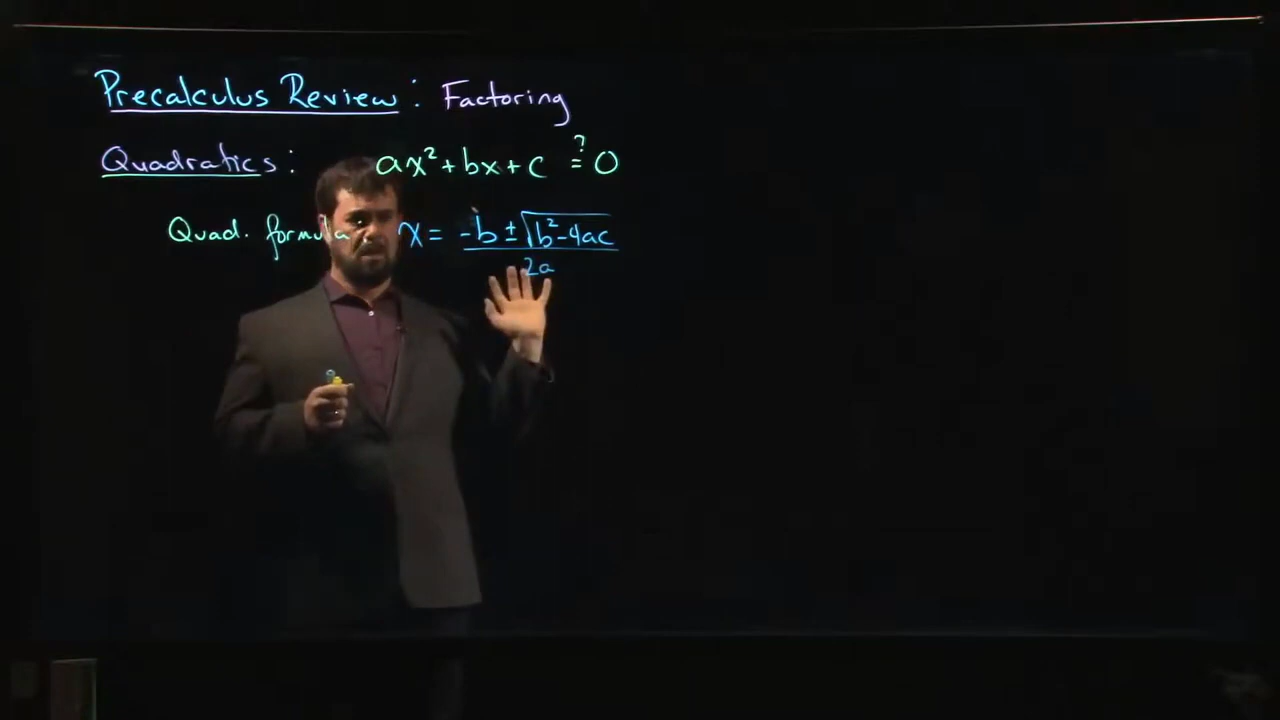 Precalculus Review: Factoring
Quadratics: ax²+bx+c ≟ 0
Quad. formula x = -b ± √b²-4ac
2a